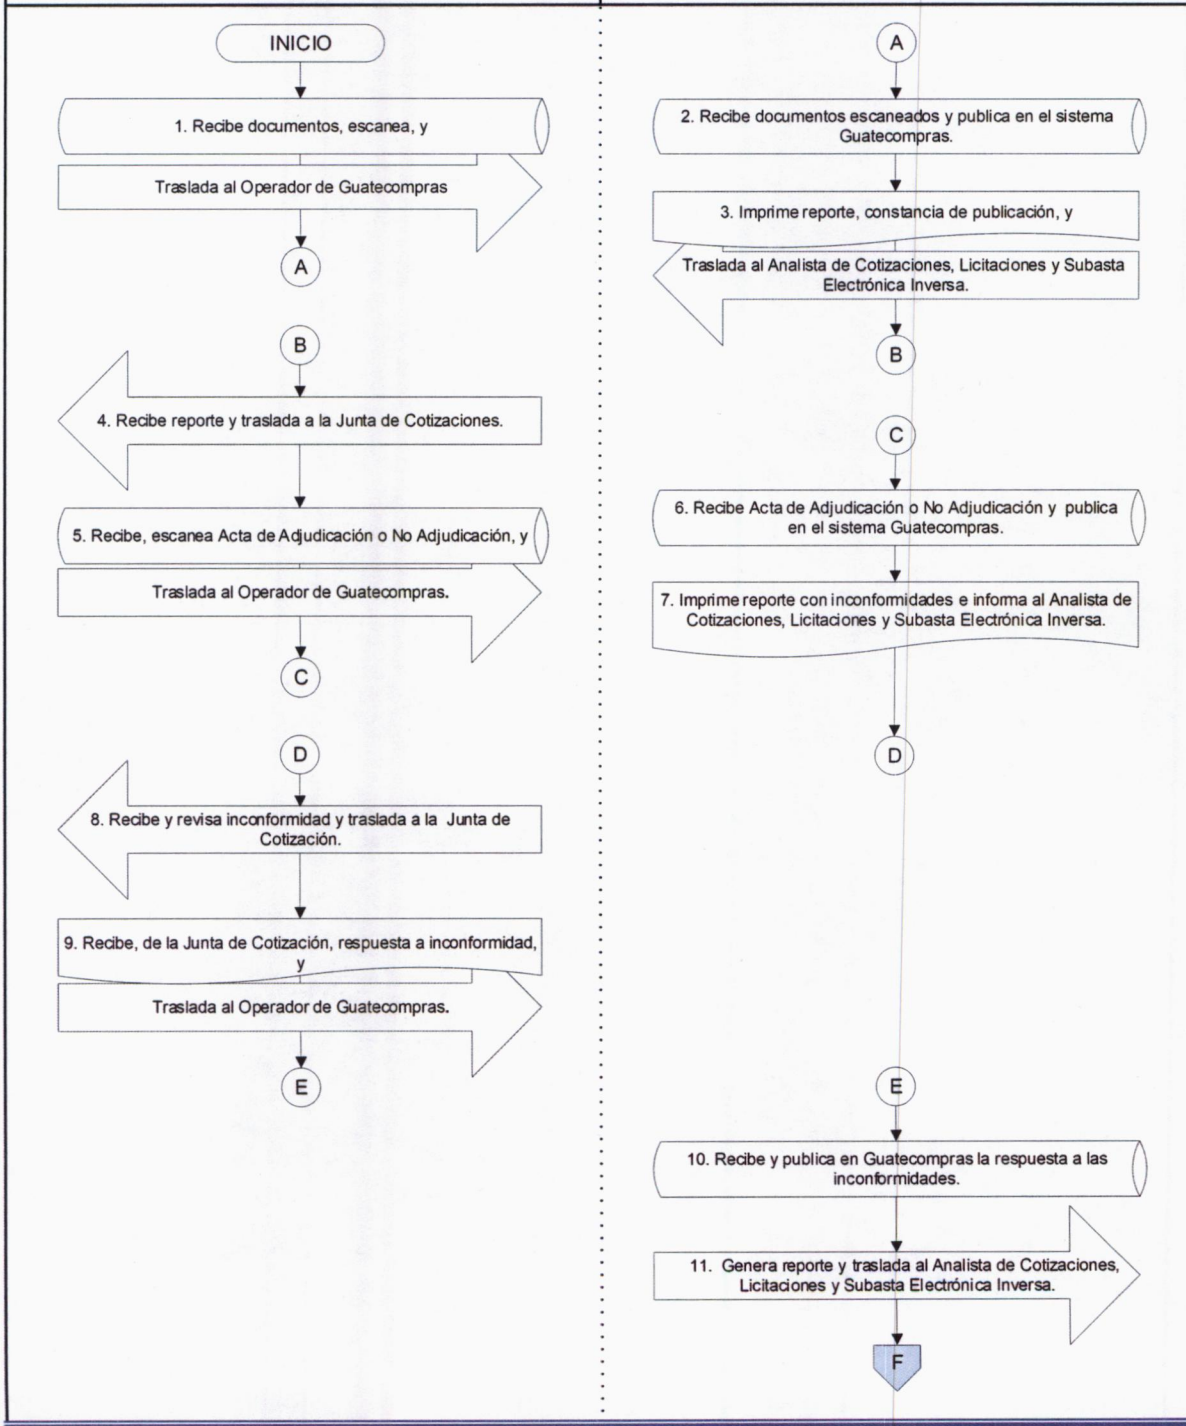 INICIO
1. Recibe documentos, escanea, y
Traslada al Operador de Guatecompras
A
B
4. Recibe reporte y traslada a la Junta de Cotizaciones.
5. Recibe, escanea Acta de Adjudicación o No Adjudicación, y
Traslada al Operador de Guatecompras.
C
D
8. Recibe y revisa inconformidad y traslada a la Junta de
Cotización.
9. Recibe, de la Junta de Cotización, respuesta a inconformidad,
y
Traslada al Operador de Guatecompras.
E
A
2. Recibe documentos escaneados y publica en el sistema
Guatecompras.
3. Imprime reporte, constancia de publicación, y
Traslada al Analista de Cotizaciones, Licitaciones y Subasta
Electrónica Inversa.
B
C
6. Recibe Acta de Adjudicación o No Adjudicación y publica
en el sistema Guatecompras.
7. Imprime reporte con inconformidades e informa al Analista de
Cotizaciones, Licitaciones y Subasta Electrónica Inversa.
D
E
10. Recibe y publica en Guatecompras la respuesta a las
inconformidades.
11. Genera reporte y traslada al Analista de Cotizaciones,
Licitaciones y Subasta Electrónica Inversa.
F